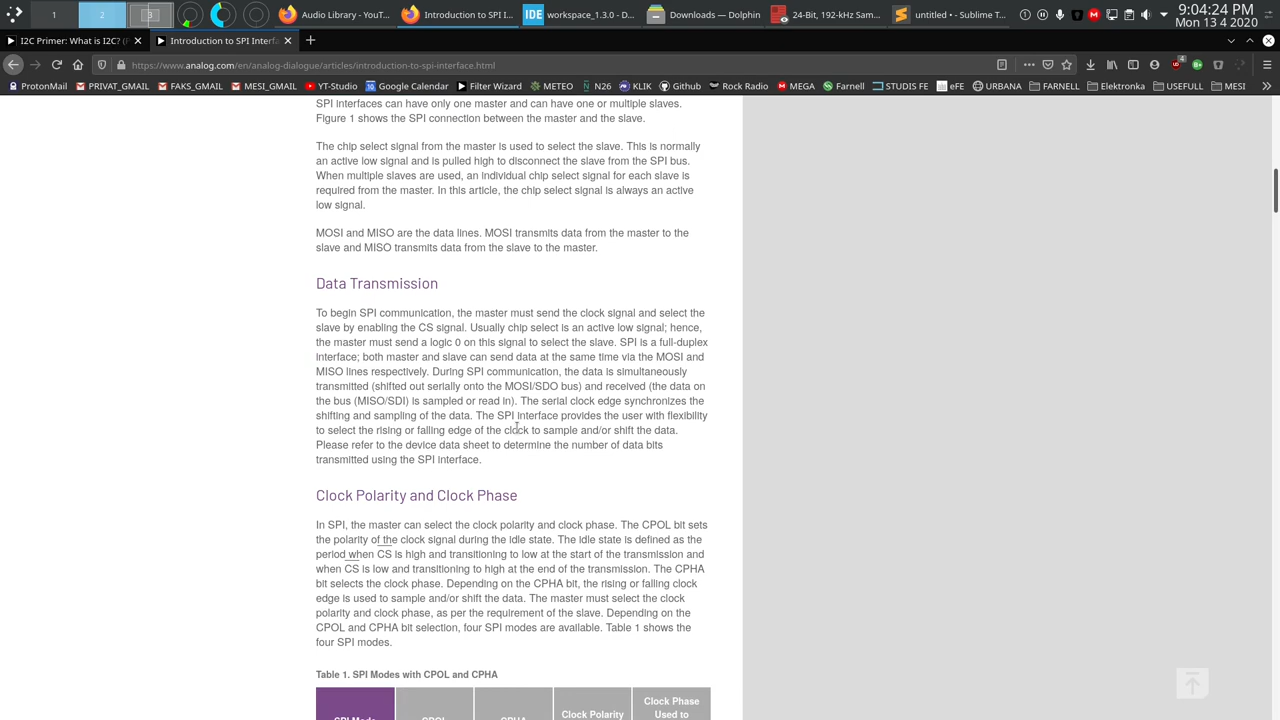 1 2 3 Audio Library - YouT... Introduction to SPI I... IDE workspace_1.3.0 - D... Downloads — Dolphin 24-Bit, 192-kHz Sam... untitled • - Sublime T... 9:04:24 PM
Mon 13 4 2020
I2C Primer: What is I2C? (P Introduction to SPI Interfa
https://www.analog.com/en/analog-dialogue/articles/introduction-to-spi-interface.html
ProtonMail PRIVAT_GMAIL FAKS_GMAIL MESI_GMAIL YT-Studio Google Calendar Filter Wizard METEO N26 KLIK Github Rock Radio MEGA Farnell STUDIS FE eFE URBANA FARNELL Elektronka USEFULL MESI
SPI interfaces can have only one master and can have one or multiple slaves.
Figure 1 shows the SPI connection between the master and the slave.
The chip select signal from the master is used to select the slave. This is normally
an active low signal and is pulled high to disconnect the slave from the SPI bus.
When multiple slaves are used, an individual chip select signal for each slave is
required from the master. In this article, the chip select signal is always an active
low signal.
MOSI and MISO are the data lines. MOSI transmits data from the master to the
slave and MISO transmits data from the slave to the master.
Data Transmission
To begin SPI communication, the master must send the clock signal and select the
slave by enabling the CS signal. Usually chip select is an active low signal; hence,
the master must send a logic 0 on this signal to select the slave. SPI is a full-duplex
interface; both master and slave can send data at the same time via the MOSI and
MISO lines respectively. During SPI communication, the data is simultaneously
transmitted (shifted out serially onto the MOSI/SDO bus) and received (the data on
the bus (MISO/SDI) is sampled or read in). The serial clock edge synchronizes the
shifting and sampling of the data. The SPI interface provides the user with flexibility
to select the rising or falling edge of the clock to sample and/or shift the data.
Please refer to the device data sheet to determine the number of data bits
transmitted using the SPI interface.
Clock Polarity and Clock Phase
In SPI, the master can select the clock polarity and clock phase. The CPOL bit sets
the polarity of the clock signal during the idle state. The idle state is defined as the
period when CS is high and transitioning to low at the start of the transmission and
when CS is low and transitioning to high at the end of the transmission. The CPHA
bit selects the clock phase. Depending on the CPHA bit, the rising or falling clock
edge is used to sample and/or shift the data. The master must select the clock
polarity and clock phase, as per the requirement of the slave. Depending on the
CPOL and CPHA bit selection, four SPI modes are available. Table 1 shows the
four SPI modes.
Table 1. SPI Modes with CPOL and CPHA
Clock Phase
SPI Mode CPOL CPHA Clock Polarity Used to